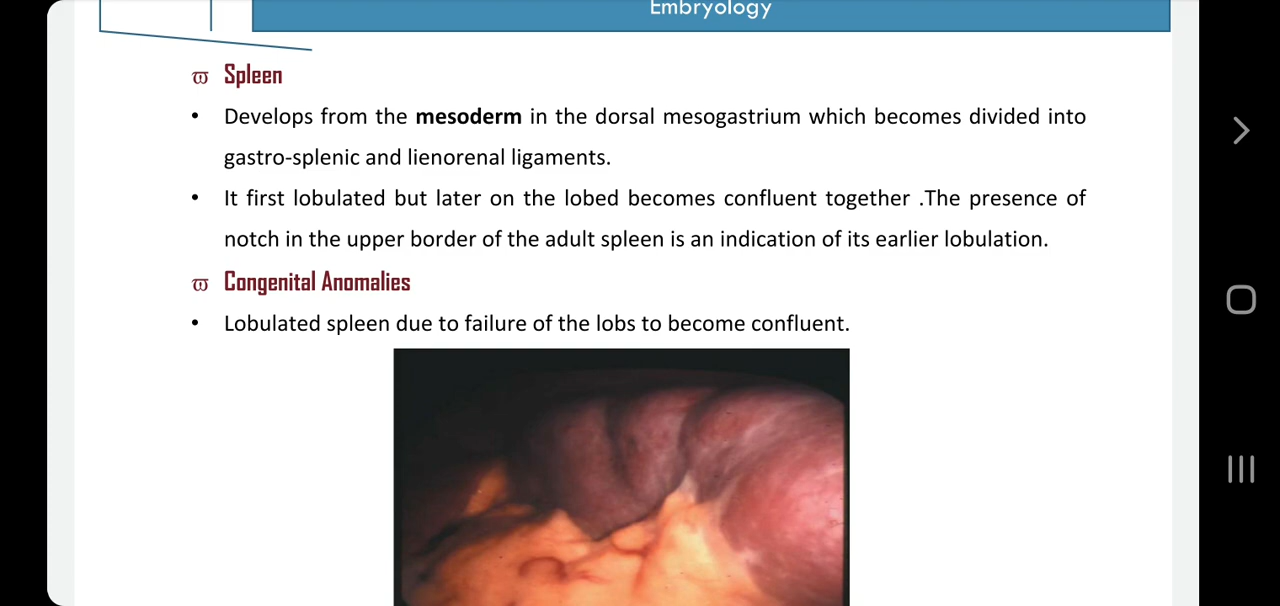 Embryology
ϖ Spleen
• Develops from the mesoderm in the dorsal mesogastrium which becomes divided into
gastro-splenic and lienorenal ligaments.
• It first lobulated but later on the lobed becomes confluent together .The presence of
notch in the upper border of the adult spleen is an indication of its earlier lobulation.
ϖ Congenital Anomalies
• Lobulated spleen due to failure of the lobs to become confluent.